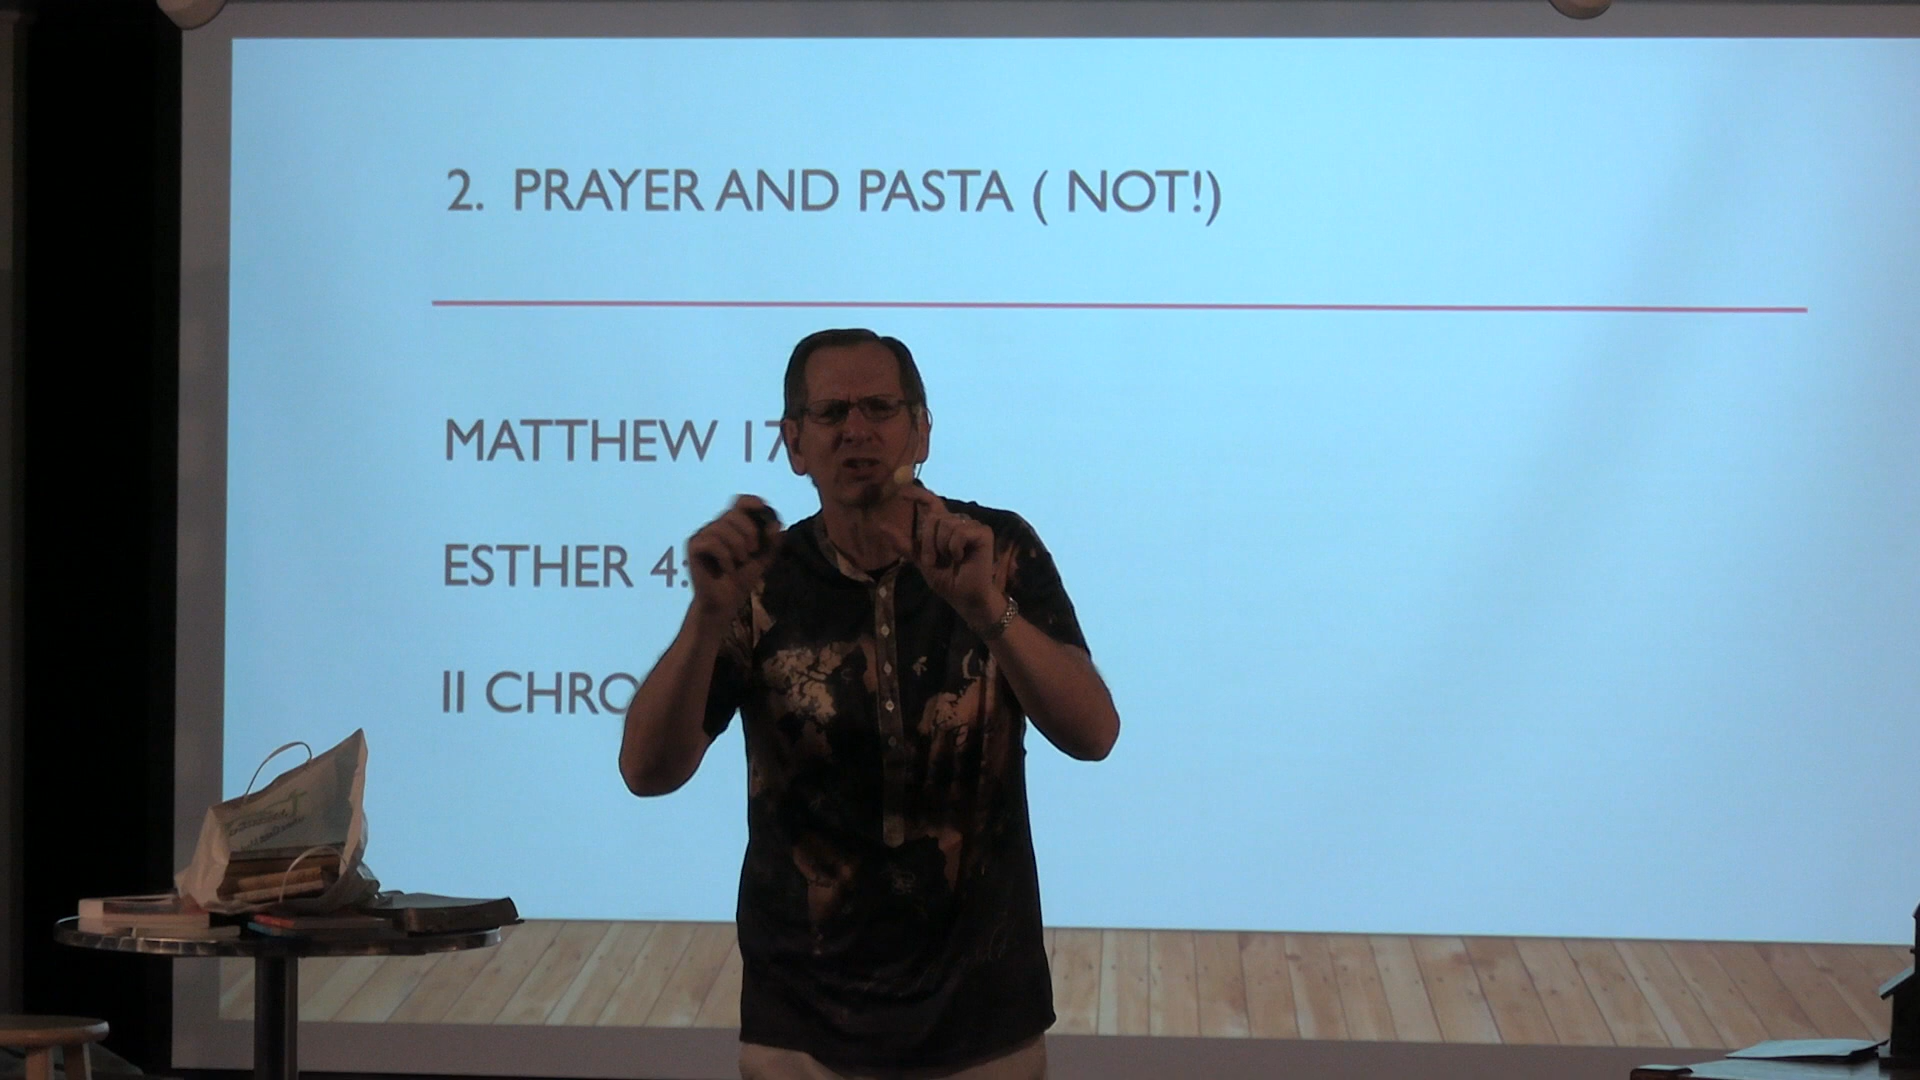 2. PRAYER AND PASTA ( NOT!)
MATTHEW 17
ESTHER 4:
II CHRO